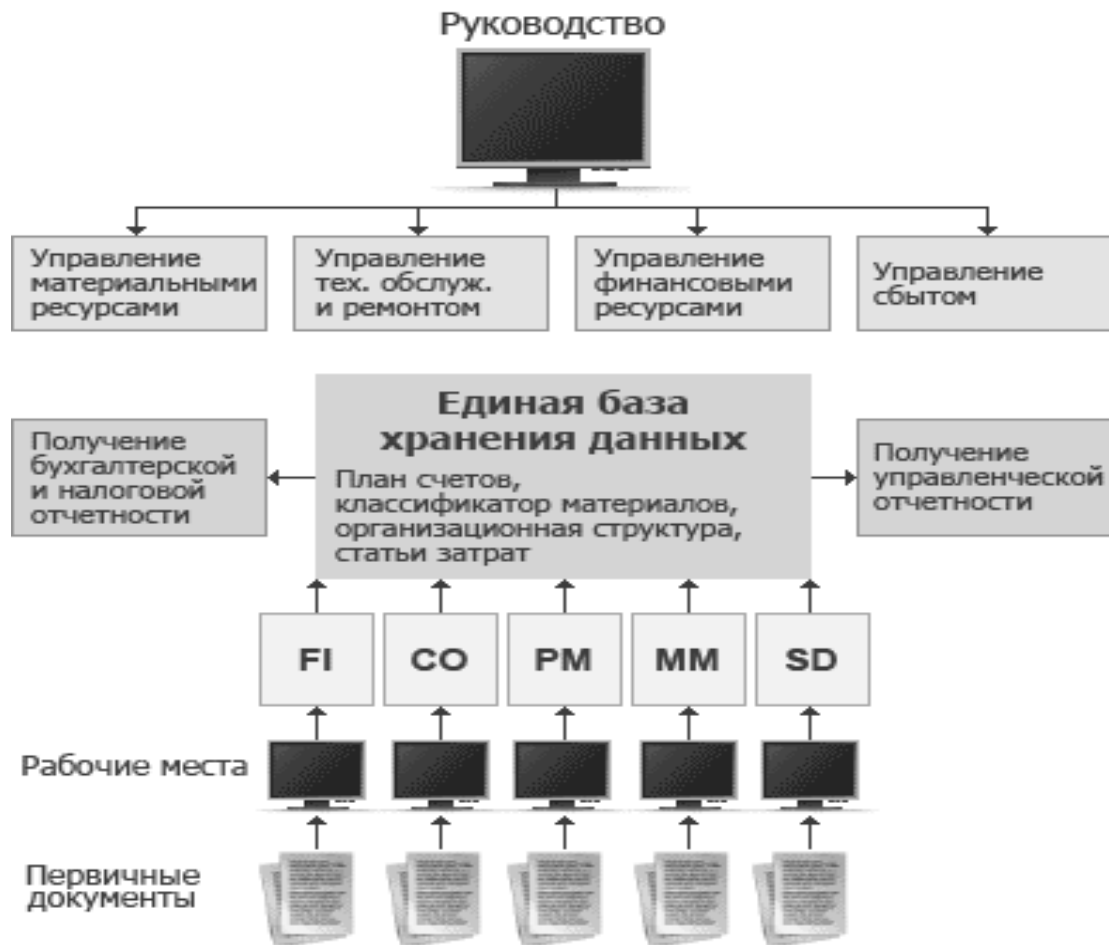 Руководство
Управление
материальными
ресурсами
Управление
тех. обслуж.
и ремонтом
Управление
финансовыми
ресурсами
Управление
сбытом
Единая база
хранения данных
План счетов,
классификатор материалов,
организационная структура,
статьи затрат
Получение
бухгалтерской
и налоговой
отчетности
Получение
управленческой
отчетности
FI
CO
PM
MM
SD
Рабочие места
Первичные
документы